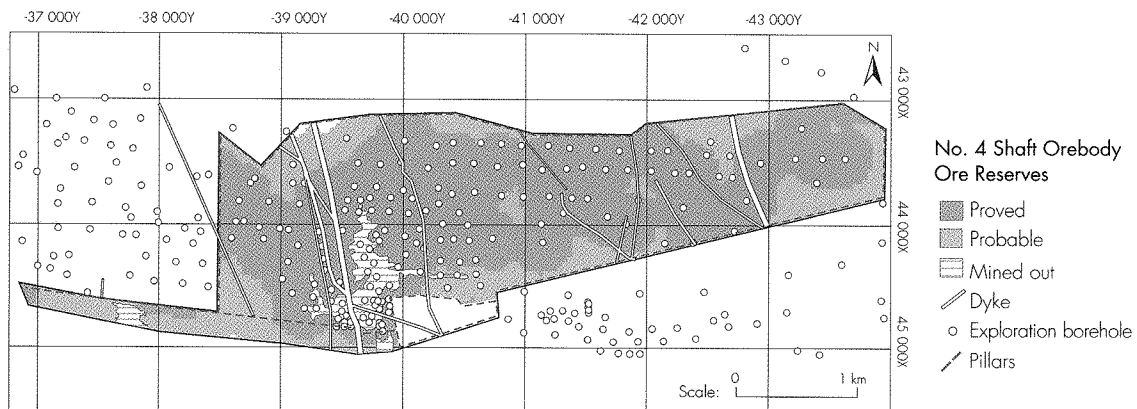 -37 000Y -38 000Y -39 000Y -40 000Y -41 000Y -42 000Y -43 000Y
N
43 000X
44 000X
45 000X
Scale: 0 1 km
No. 4 Shaft Orebody
Ore Reserves
Proved
Probable
Mined out
Dyke
Exploration borehole
Pillars